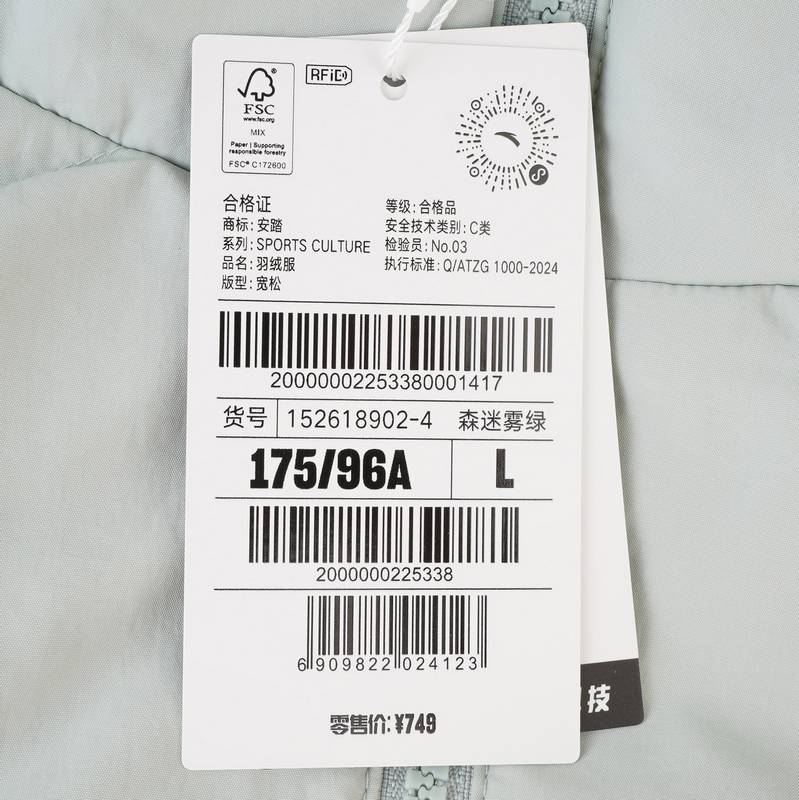 RFID
FSC
www.fsc.org
MIX
Paper | Supporting
responsible forestry
FSC® C172600
合格证
商标: 安踏
系列: SPORTS CULTURE
品名: 羽绒服
版型: 宽松
等级: 合格品
安全技术类别: C类
检验员: No.03
执行标准: Q/ATZG 1000-2024
20000002253380001417
货号 152618902-4 森迷雾绿
175/96A L
2000000225338
6 909822 024123
零售价: ¥749
技